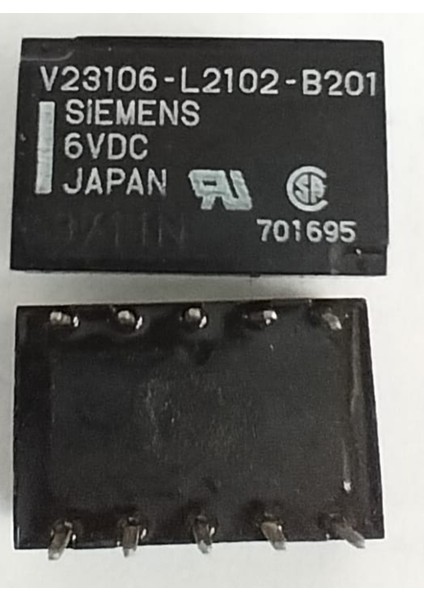 V23106-L2102-B201
SIEMENS
6VDC
JAPAN
701695